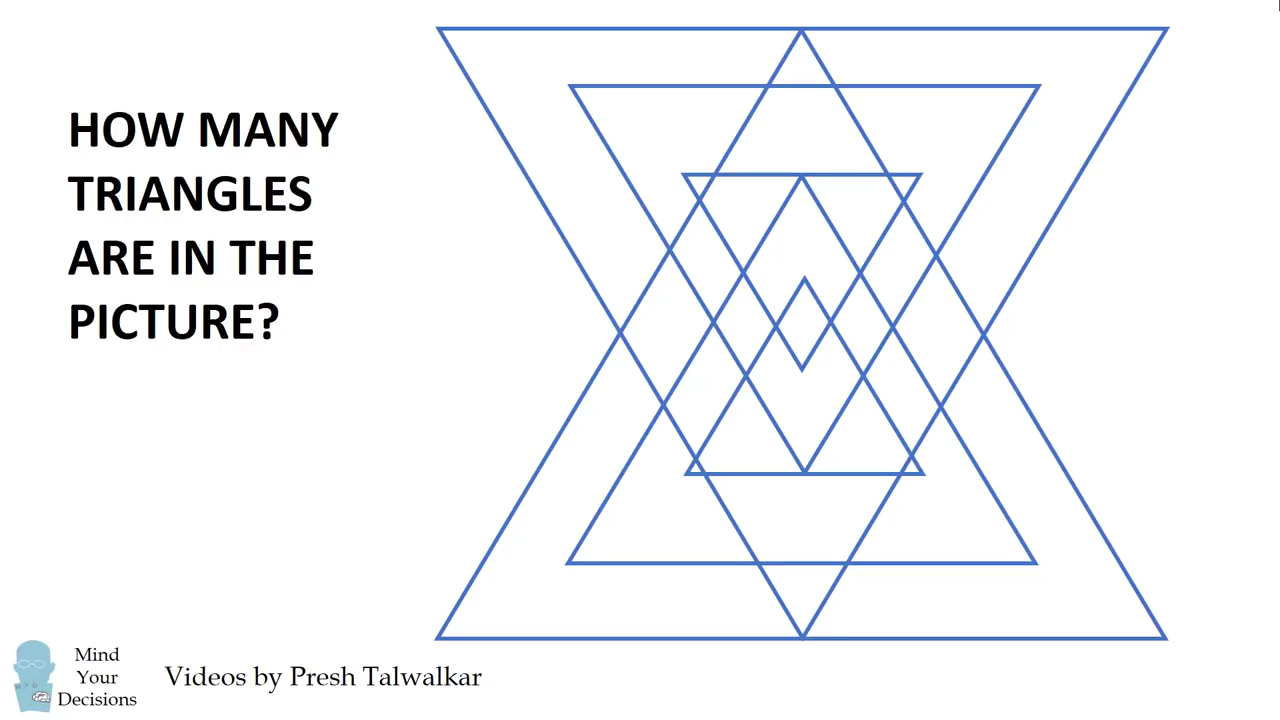 HOW MANY
TRIANGLES
ARE IN THE
PICTURE?
Mind
Your
Decisions
Videos by Presh Talwalkar